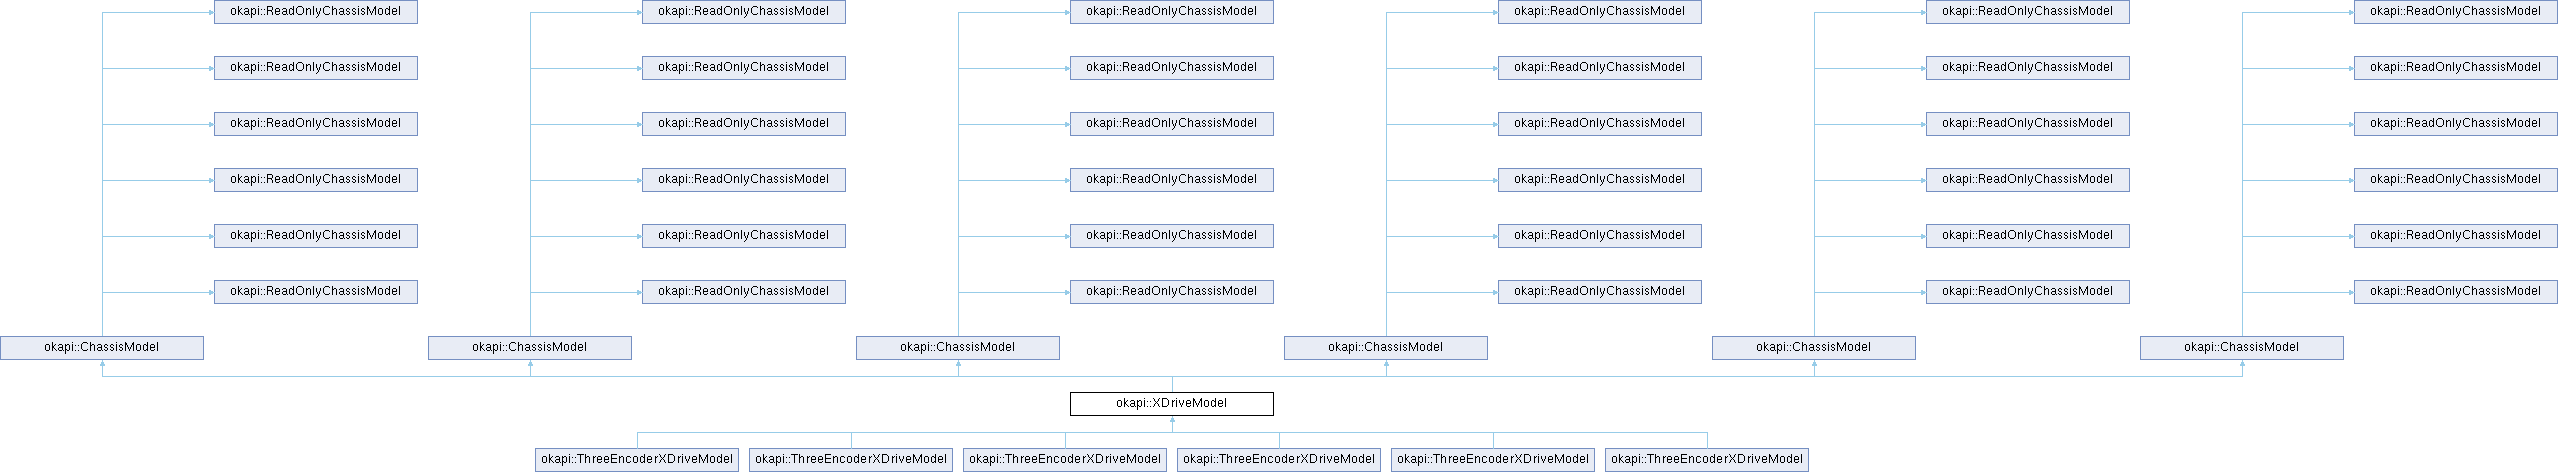 okapi::ReadOnlyChassisModel okapi::ReadOnlyChassisModel okapi::ReadOnlyChassisModel okapi::ReadOnlyChassisModel okapi::ReadOnlyChassisModel okapi::ReadOnlyChassisModel
okapi::ReadOnlyChassisModel okapi::ReadOnlyChassisModel okapi::ReadOnlyChassisModel okapi::ReadOnlyChassisModel okapi::ReadOnlyChassisModel okapi::ReadOnlyChassisModel
okapi::ReadOnlyChassisModel okapi::ReadOnlyChassisModel okapi::ReadOnlyChassisModel okapi::ReadOnlyChassisModel okapi::ReadOnlyChassisModel okapi::ReadOnlyChassisModel
okapi::ReadOnlyChassisModel okapi::ReadOnlyChassisModel okapi::ReadOnlyChassisModel okapi::ReadOnlyChassisModel okapi::ReadOnlyChassisModel okapi::ReadOnlyChassisModel
okapi::ReadOnlyChassisModel okapi::ReadOnlyChassisModel okapi::ReadOnlyChassisModel okapi::ReadOnlyChassisModel okapi::ReadOnlyChassisModel okapi::ReadOnlyChassisModel
okapi::ReadOnlyChassisModel okapi::ReadOnlyChassisModel okapi::ReadOnlyChassisModel okapi::ReadOnlyChassisModel okapi::ReadOnlyChassisModel okapi::ReadOnlyChassisModel
okapi::ChassisModel okapi::ChassisModel okapi::ChassisModel okapi::ChassisModel okapi::ChassisModel okapi::ChassisModel
okapi::XDriveModel
okapi::ThreeEncoderXDriveModel okapi::ThreeEncoderXDriveModel okapi::ThreeEncoderXDriveModel okapi::ThreeEncoderXDriveModel okapi::ThreeEncoderXDriveModel okapi::ThreeEncoderXDriveModel